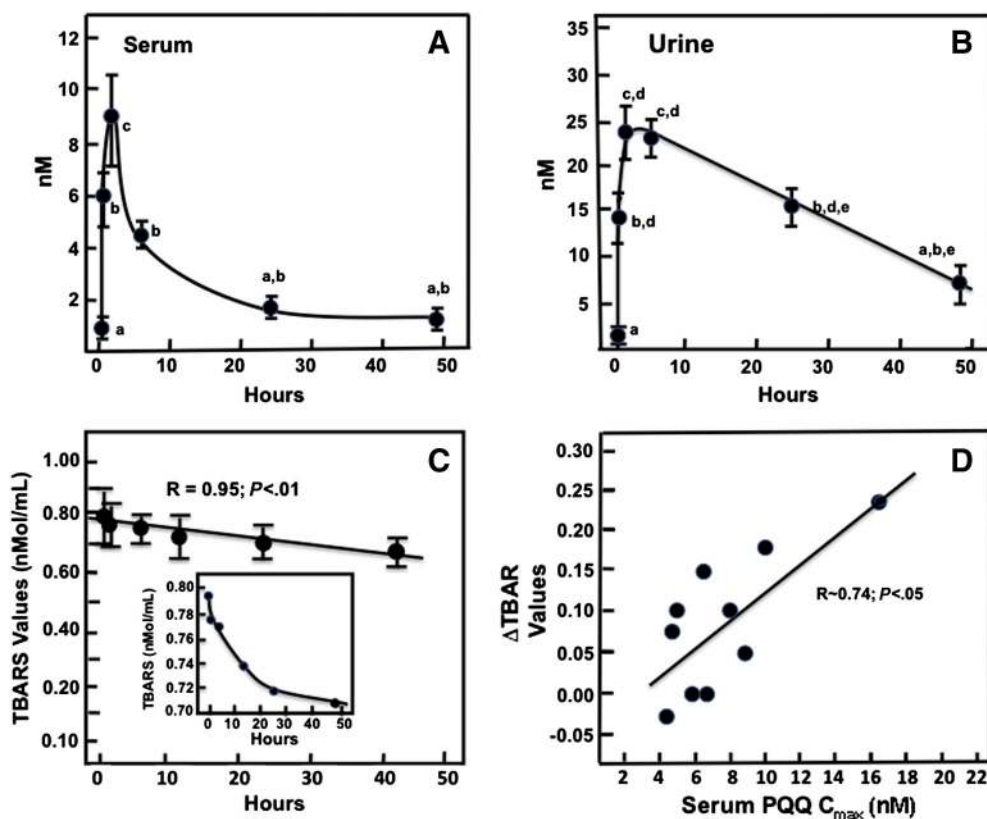 A
Serum
12
10
8
6
4
2
nM
c
b
b
a,b
a,b
a
0 10 20 30 40 50
Hours
B
Urine
35
30
25
20
15
10
5
nM
c,d
c,d
b,d
b,d,e
a,b,e
a
0 10 20 30 40 50
Hours
C
R = 0.95; P<.01
1.00
0.80
0.60
0.40
0.20
0.10
TBARS Values (nMol/mL)
0.80
0.78
0.76
0.74
0.72
0.70
TBARS (nMol/mL)
0 10 20 30 40 50
Hours
0 10 20 30 40 50
Hours
D
0.30
0.25
0.20
0.15
0.10
0.05
0.00
-0.05
ΔTBAR
Values
R~0.74; P<.05
2 4 6 8 10 12 14 16 18 20 22
Serum PQQ Cmax (nM)